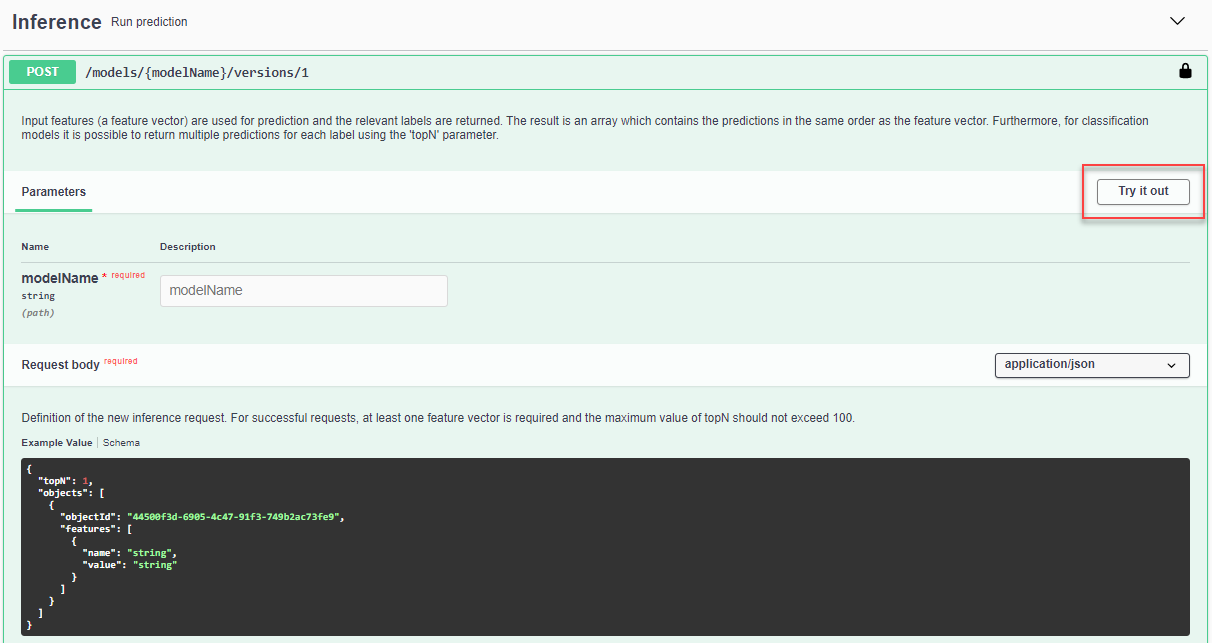 Inference Run prediction
POST /models/{modelName}/versions/1
Input features (a feature vector) are used for prediction and the relevant labels are returned. The result is an array which contains the predictions in the same order as the feature vector. Furthermore, for classification
models it is possible to return multiple predictions for each label using the 'topN' parameter.
Parameters
Try it out
Name Description
modelName * required
string
(path)
modelName
Request body required
application/json
Definition of the new inference request. For successful requests, at least one feature vector is required and the maximum value of topN should not exceed 100.
Example Value | Schema
{
  "topN": 1,
  "objects": [
    {
      "objectId": "44500f3d-6905-4c47-91f3-749b2ac73fe9",
      "features": [
        {
          "name": "string",
          "value": "string"
        }
      ]
    }
  ]
}